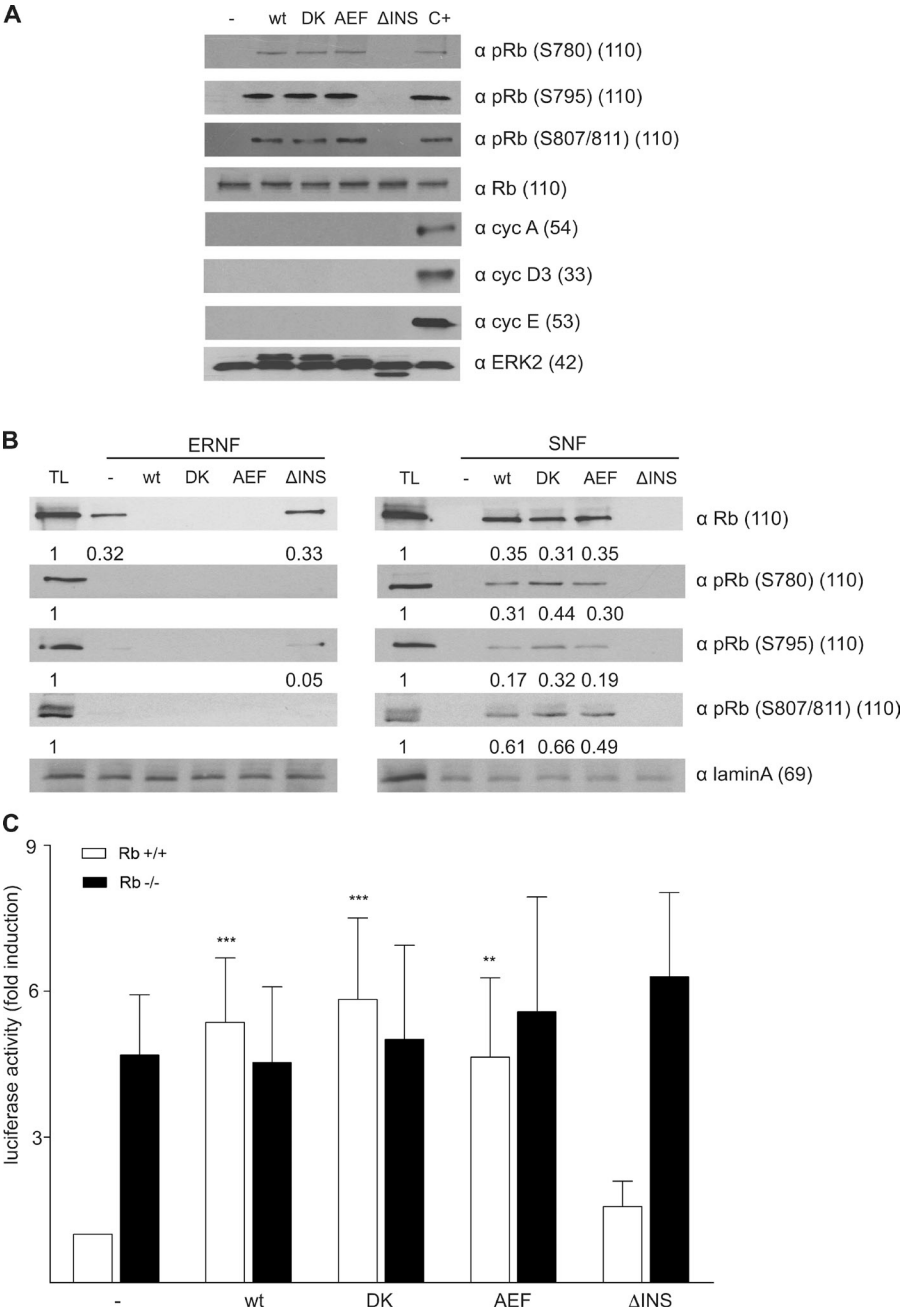 A
- wt DK AEF ΔINS C+
α pRb (S780) (110)
α pRb (S795) (110)
α pRb (S807/811) (110)
α Rb (110)
α cyc A (54)
α cyc D3 (33)
α cyc E (53)
α ERK2 (42)
B
ERNF SNF
TL - wt DK AEF ΔINS TL - wt DK AEF ΔINS
α Rb (110)
1 0.32 0.33 1 0.35 0.31 0.35
α pRb (S780) (110)
1 1 0.31 0.44 0.30
α pRb (S795) (110)
1 0.05 1 0.17 0.32 0.19
α pRb (S807/811) (110)
1 1 0.61 0.66 0.49
α laminA (69)
C
9
Rb +/+
Rb -/-
***
***
**
6
3
luciferase activity (fold induction)
- wt DK AEF ΔINS